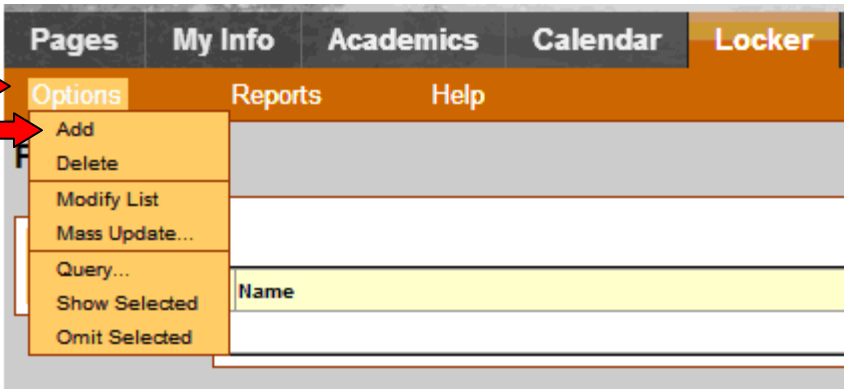 Pages My Info Academics Calendar Locker
Options Reports Help
Add
Delete
Modify List
Mass Update...
Query...
Show Selected
Omit Selected
Name